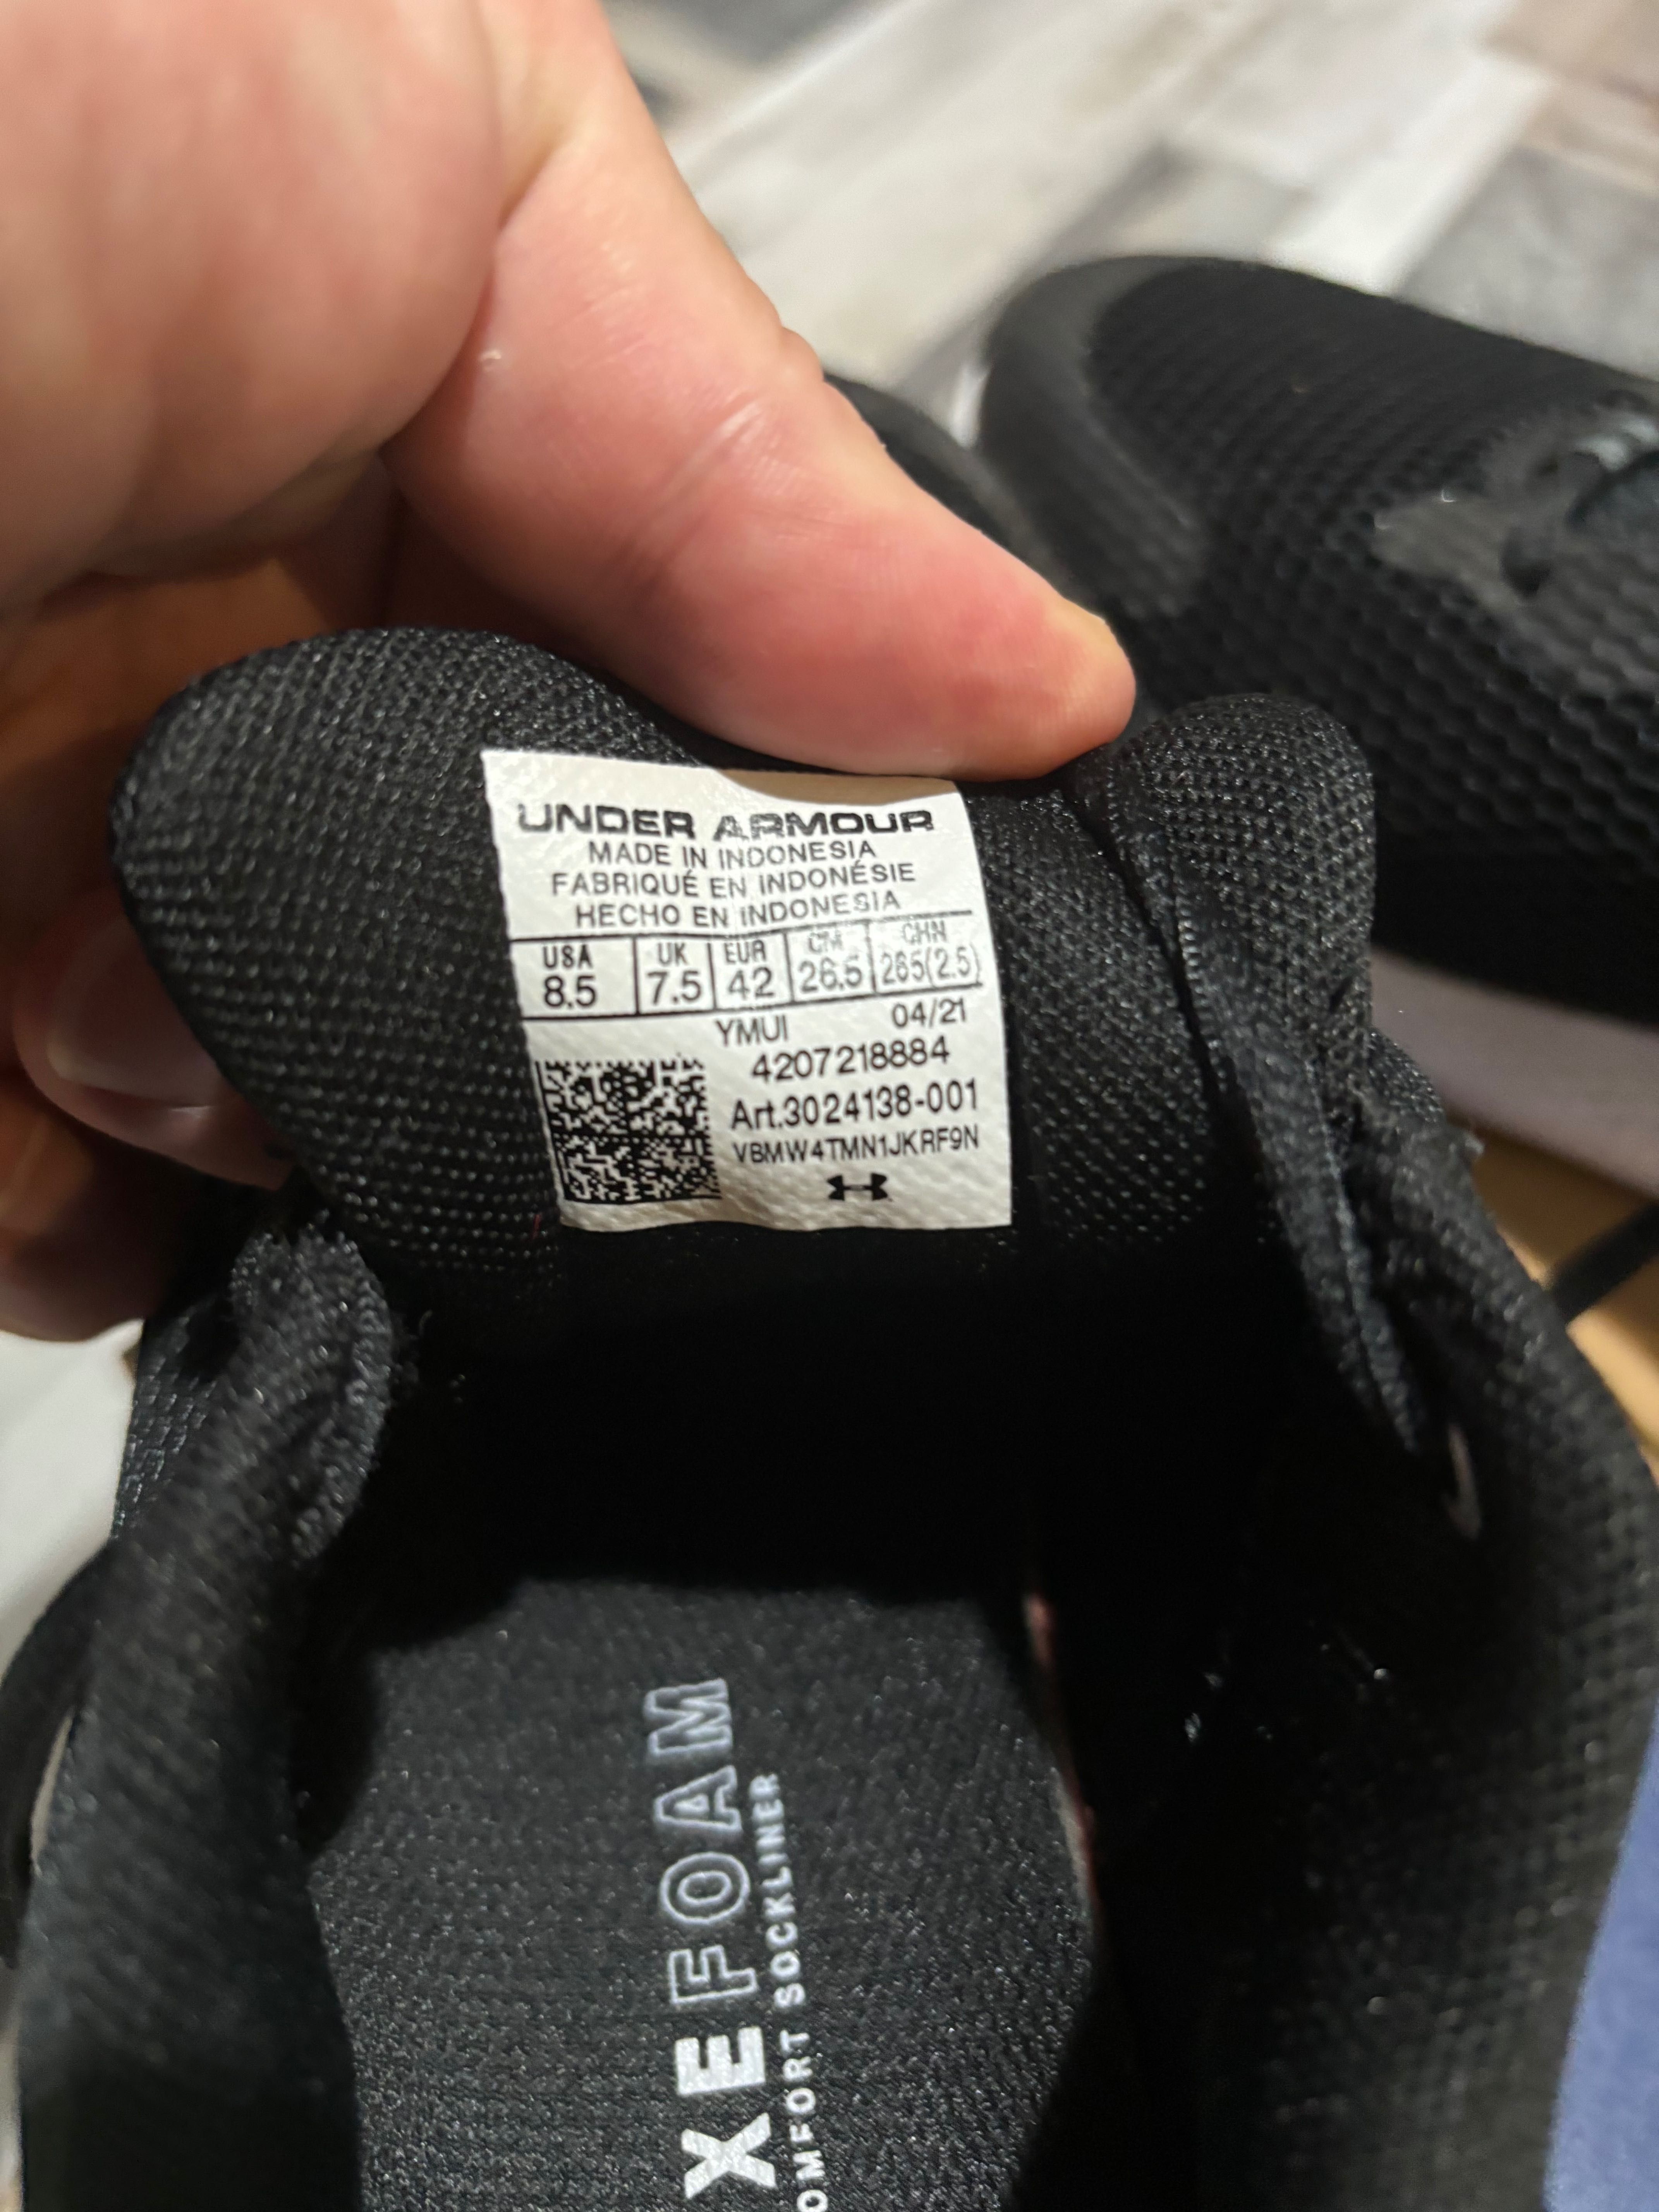 UNDER ARMOUR
MADE IN INDONESIA
FABRIQUÉ EN INDONÉSIE
HECHO EN INDONESIA
USA UK EUR CM CHN
8.5 7.5 42 26.5 265(2.5)
YMUI 04/21
4207218884
Art.3024138-001
VBMW4TMN1JKRF9N
XEFOAM
OMFORT SOCKLINER